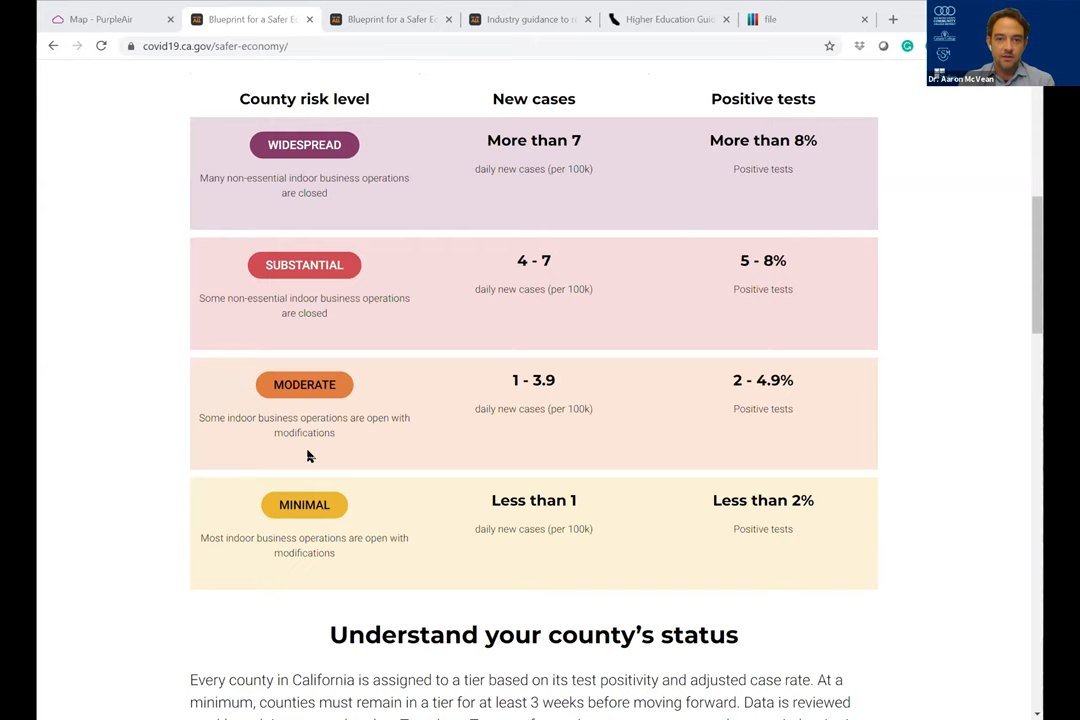 Map - PurpleAir
Blueprint for a Safer Ec
Blueprint for a Safer Ec
Industry guidance to re
Higher Education Guid
file
covid19.ca.gov/safer-economy/
Dr. Aaron McVean
County risk level
New cases
Positive tests
WIDESPREAD
More than 7
More than 8%
Many non-essential indoor business operations
are closed
daily new cases (per 100k)
Positive tests
SUBSTANTIAL
4 - 7
5 - 8%
Some non-essential indoor business operations
are closed
daily new cases (per 100k)
Positive tests
MODERATE
1 - 3.9
2 - 4.9%
Some indoor business operations are open with
modifications
daily new cases (per 100k)
Positive tests
MINIMAL
Less than 1
Less than 2%
Most indoor business operations are open with
modifications
daily new cases (per 100k)
Positive tests
Understand your county’s status
Every county in California is assigned to a tier based on its test positivity and adjusted case rate. At a
minimum, counties must remain in a tier for at least 3 weeks before moving forward. Data is reviewed